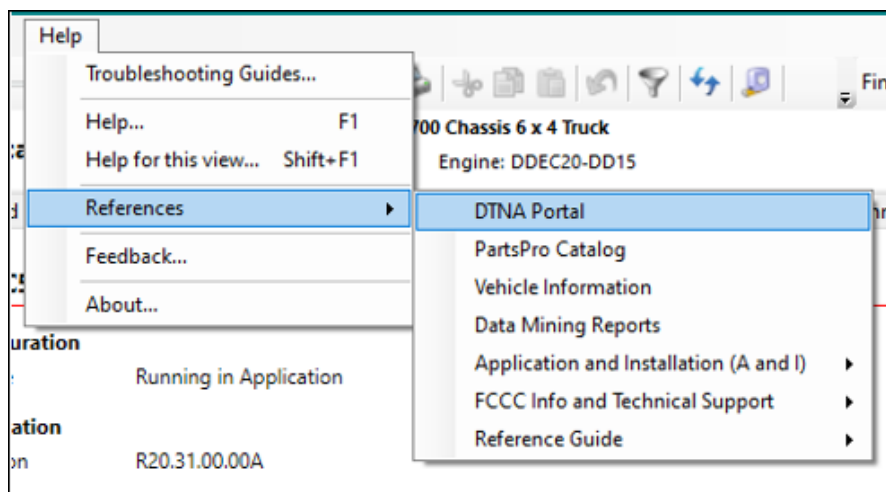 Help
Troubleshooting Guides...
Fin
Help... F1
700 Chassis 6 x 4 Truck
Help for this view... Shift+F1
Engine: DDEC20-DD15
References
DTNA Portal
PartsPro Catalog
Feedback...
Vehicle Information
About...
Data Mining Reports
uration
Application and Installation (A and I)
Running in Application
FCCC Info and Technical Support
ation
Reference Guide
on
R20.31.00.00A